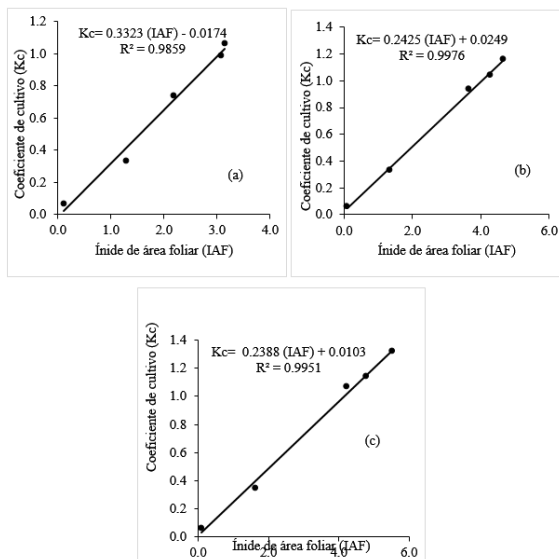 Kc= 0.3323 (IAF) - 0.0174
R² = 0.9859
Coeficiente de cultivo (Kc)
1.2
1.0
0.8
0.6
0.4
0.2
0.0
(a)
0.0 1.0 2.0 3.0 4.0
Ínide de área foliar (IAF)
Kc= 0.2425 (IAF) + 0.0249
R² = 0.9976
Coeficiente de cultivo (Kc)
1.4
1.2
1.0
0.8
0.6
0.4
0.2
0.0
(b)
0.0 2.0 4.0 6.0
Ínide de área foliar (IAF)
Kc= 0.2388 (IAF) + 0.0103
R² = 0.9951
Coeficiente de cultivo (Kc)
1.4
1.2
1.0
0.8
0.6
0.4
0.2
0.0
(c)
0.0 2.0 4.0 6.0
Ínide de área foliar (IAF)